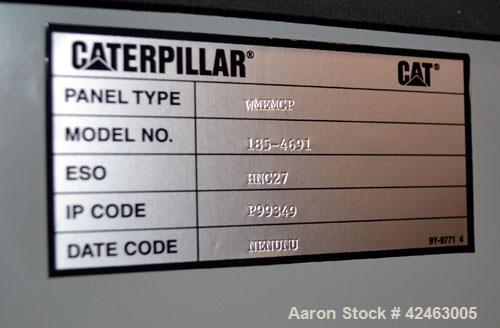 CATERPILLAR® CAT®
PANEL TYPE WMEMCP
MODEL NO. 185-4691
ESO HNC27
IP CODE P99349
DATE CODE NENUNU
9Y-9771 4
Aaron Stock # 42463005